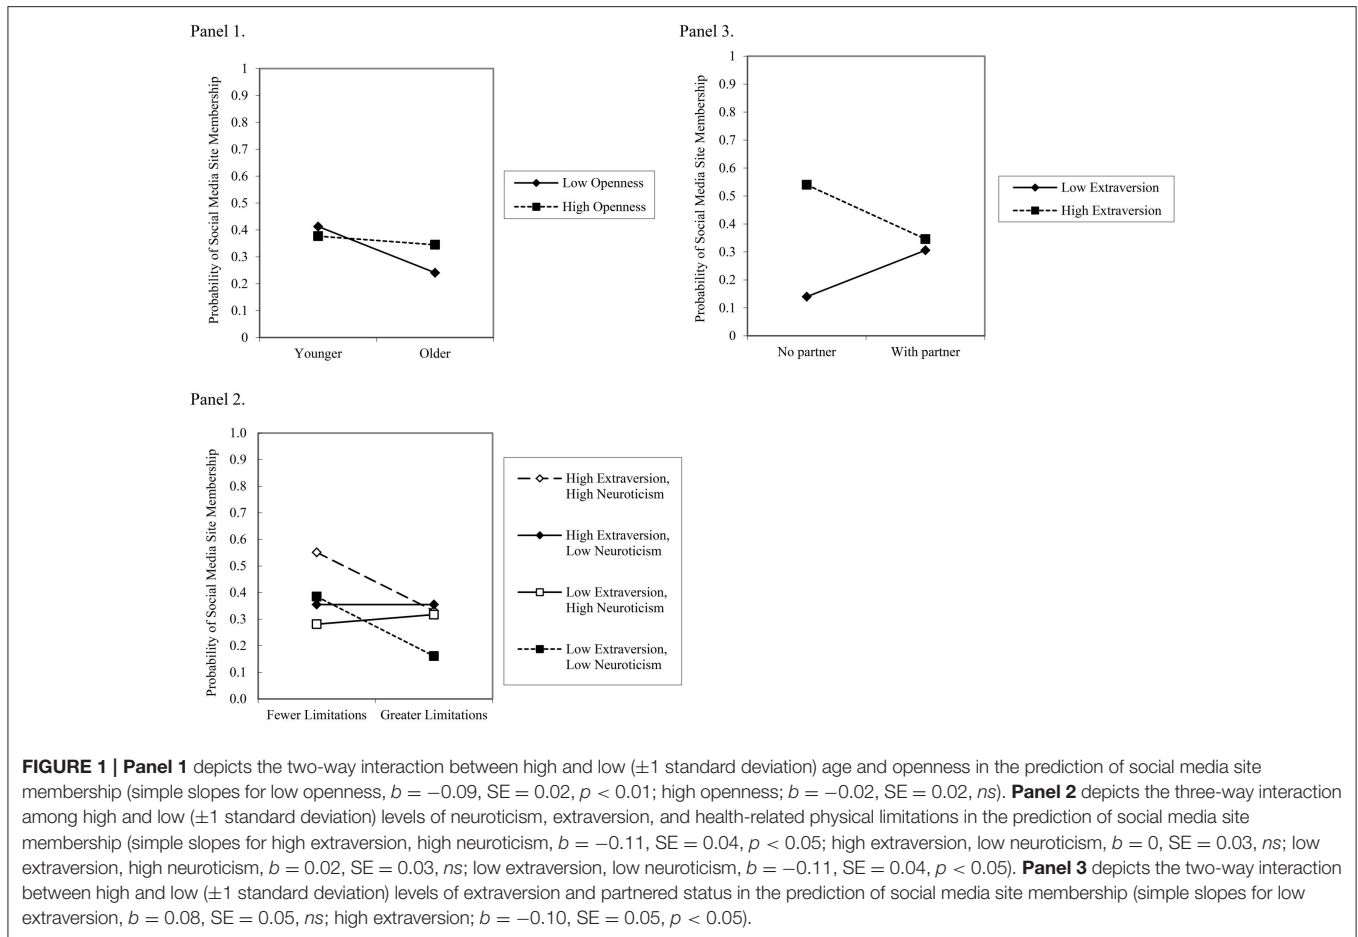 Panel 1.
Probability of Social Media Site Membership
1
0.9
0.8
0.7
0.6
0.5
0.4
0.3
0.2
0.1
0
Younger Older
Low Openness
High Openness
Panel 3.
Probability of Social Media Site Membership
1
0.9
0.8
0.7
0.6
0.5
0.4
0.3
0.2
0.1
0
No partner With partner
Low Extraversion
High Extraversion
Panel 2.
Probability of Social Media Site Membership
1.0
0.9
0.8
0.7
0.6
0.5
0.4
0.3
0.2
0.1
0.0
Fewer Limitations Greater Limitations
High Extraversion,
High Neuroticism
High Extraversion,
Low Neuroticism
Low Extraversion,
High Neuroticism
Low Extraversion,
Low Neuroticism
FIGURE 1 | Panel 1 depicts the two-way interaction between high and low (±1 standard deviation) age and openness in the prediction of social media site
membership (simple slopes for low openness, b = −0.09, SE = 0.02, p < 0.01; high openness; b = −0.02, SE = 0.02, ns). Panel 2 depicts the three-way interaction
among high and low (±1 standard deviation) levels of neuroticism, extraversion, and health-related physical limitations in the prediction of social media site
membership (simple slopes for high extraversion, high neuroticism, b = −0.11, SE = 0.04, p < 0.05; high extraversion, low neuroticism, b = 0, SE = 0.03, ns; low
extraversion, high neuroticism, b = 0.02, SE = 0.03, ns; low extraversion, low neuroticism, b = −0.11, SE = 0.04, p < 0.05). Panel 3 depicts the two-way interaction
between high and low (±1 standard deviation) levels of extraversion and partnered status in the prediction of social media site membership (simple slopes for low
extraversion, b = 0.08, SE = 0.05, ns; high extraversion; b = −0.10, SE = 0.05, p < 0.05).